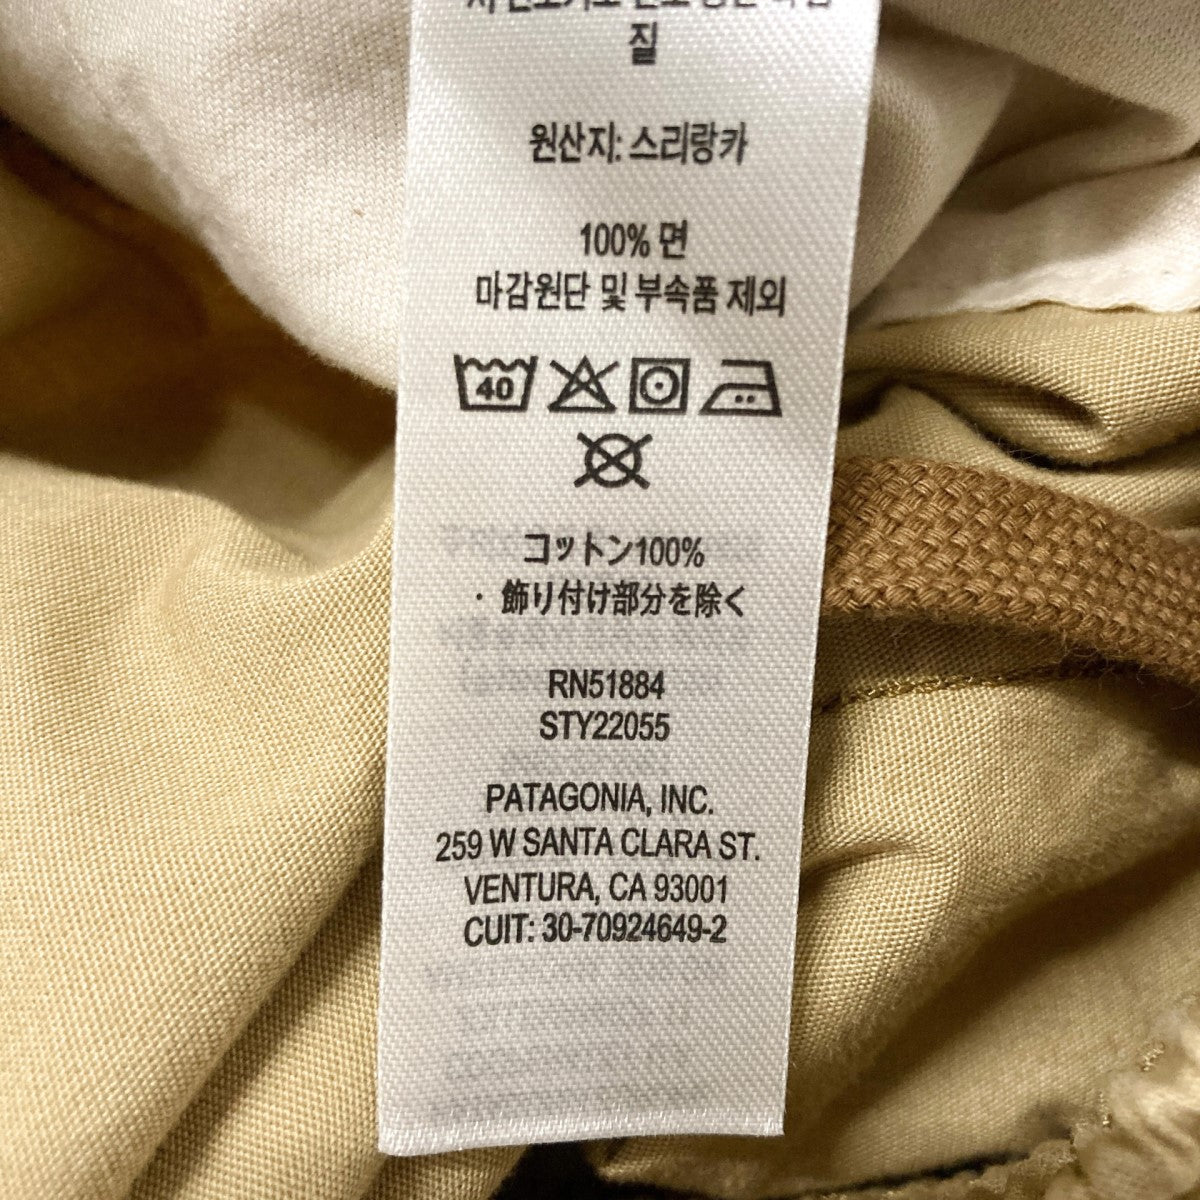 질
원산지: 스리랑카
100% 면
마감원단 및 부속품 제외
40
コットン100%
・飾り付け部分を除く
RN51884
STY22055
PATAGONIA, INC.
259 W SANTA CLARA ST.
VENTURA, CA 93001
CUIT: 30-70924649-2